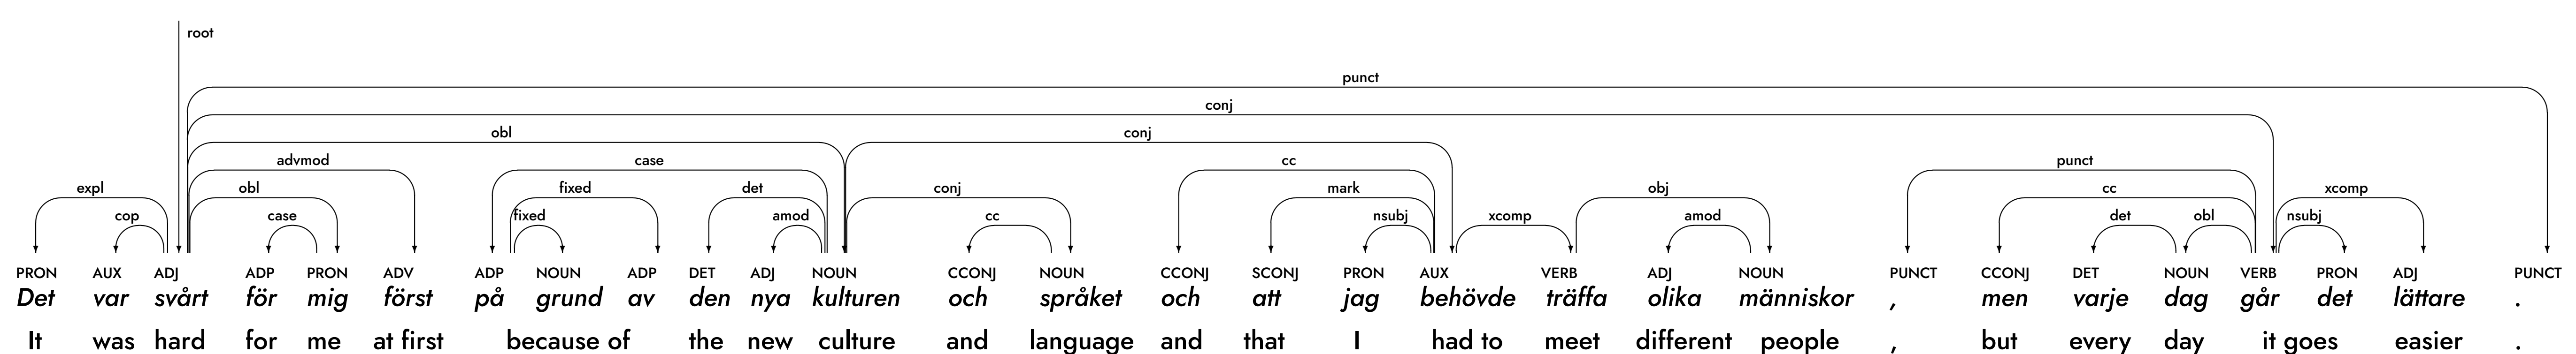 root
punct
conj
obl conj
advmod case cc punct
expl obl fixed det conj mark obj cc xcomp
cop case fixed amod cc nsubj xcomp amod det obl nsubj
PRON AUX ADJ ADP PRON ADV ADP NOUN ADP DET ADJ NOUN CCONJ NOUN CCONJ SCONJ PRON AUX VERB ADJ NOUN PUNCT CCONJ DET NOUN VERB PRON ADJ PUNCT
Det var svårt för mig först på grund av den nya kulturen och språket och att jag behövde träffa olika människor , men varje dag går det lättare .
It was hard for me at first because of the new culture and language and that I had to meet different people , but every day it goes easier .